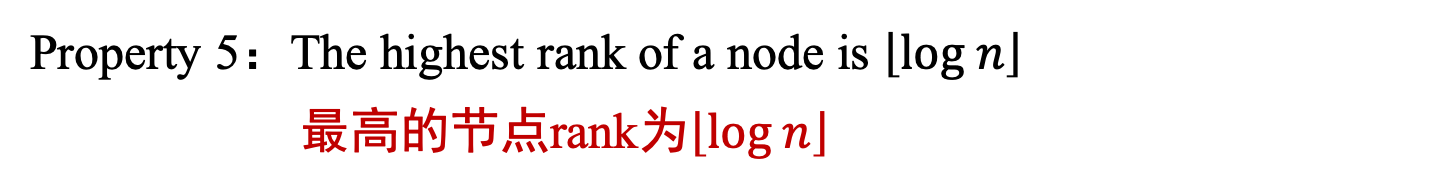 Property 5：The highest rank of a node is ⌊log n⌋
最高的节点rank为⌊log n⌋